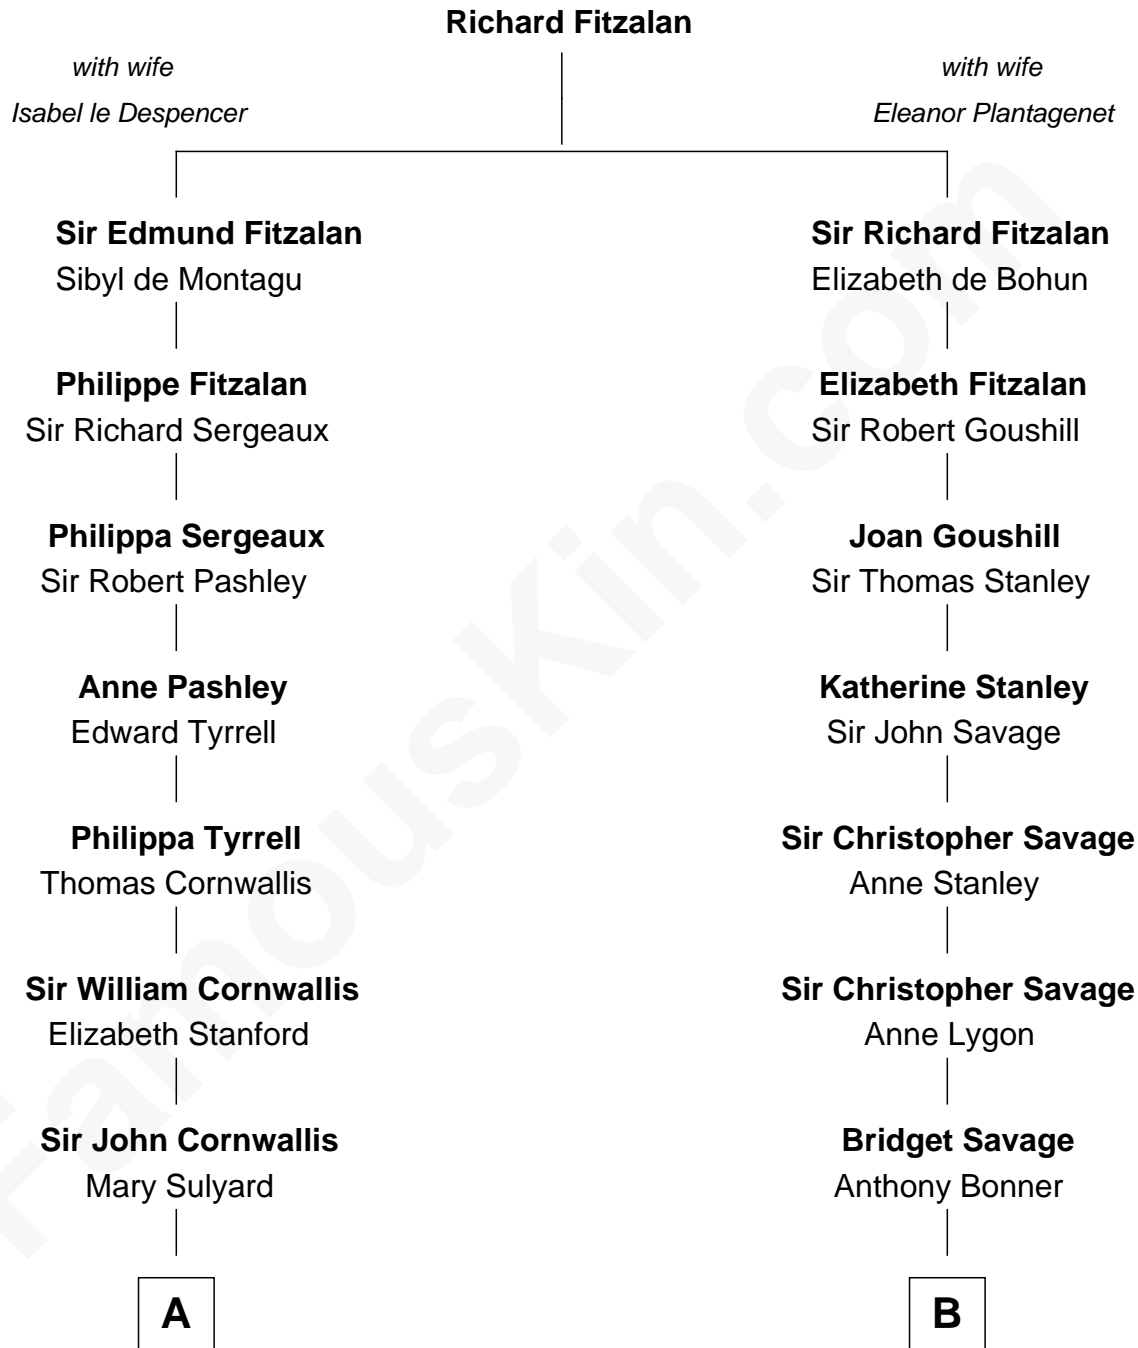 Richard Fitzalan
with wife
Isabel le Despencer
with wife
Eleanor Plantagenet
Sir Edmund Fitzalan
Sibyl de Montagu
Philippe Fitzalan
Sir Richard Sergeaux
Philippa Sergeaux
Sir Robert Pashley
Anne Pashley
Edward Tyrrell
Philippa Tyrrell
Thomas Cornwallis
Sir William Cornwallis
Elizabeth Stanford
Sir John Cornwallis
Mary Sulyard
A
Sir Richard Fitzalan
Elizabeth de Bohun
Elizabeth Fitzalan
Sir Robert Goushill
Joan Goushill
Sir Thomas Stanley
Katherine Stanley
Sir John Savage
Sir Christopher Savage
Anne Stanley
Sir Christopher Savage
Anne Lygon
Bridget Savage
Anthony Bonner
B
FamousKin.com